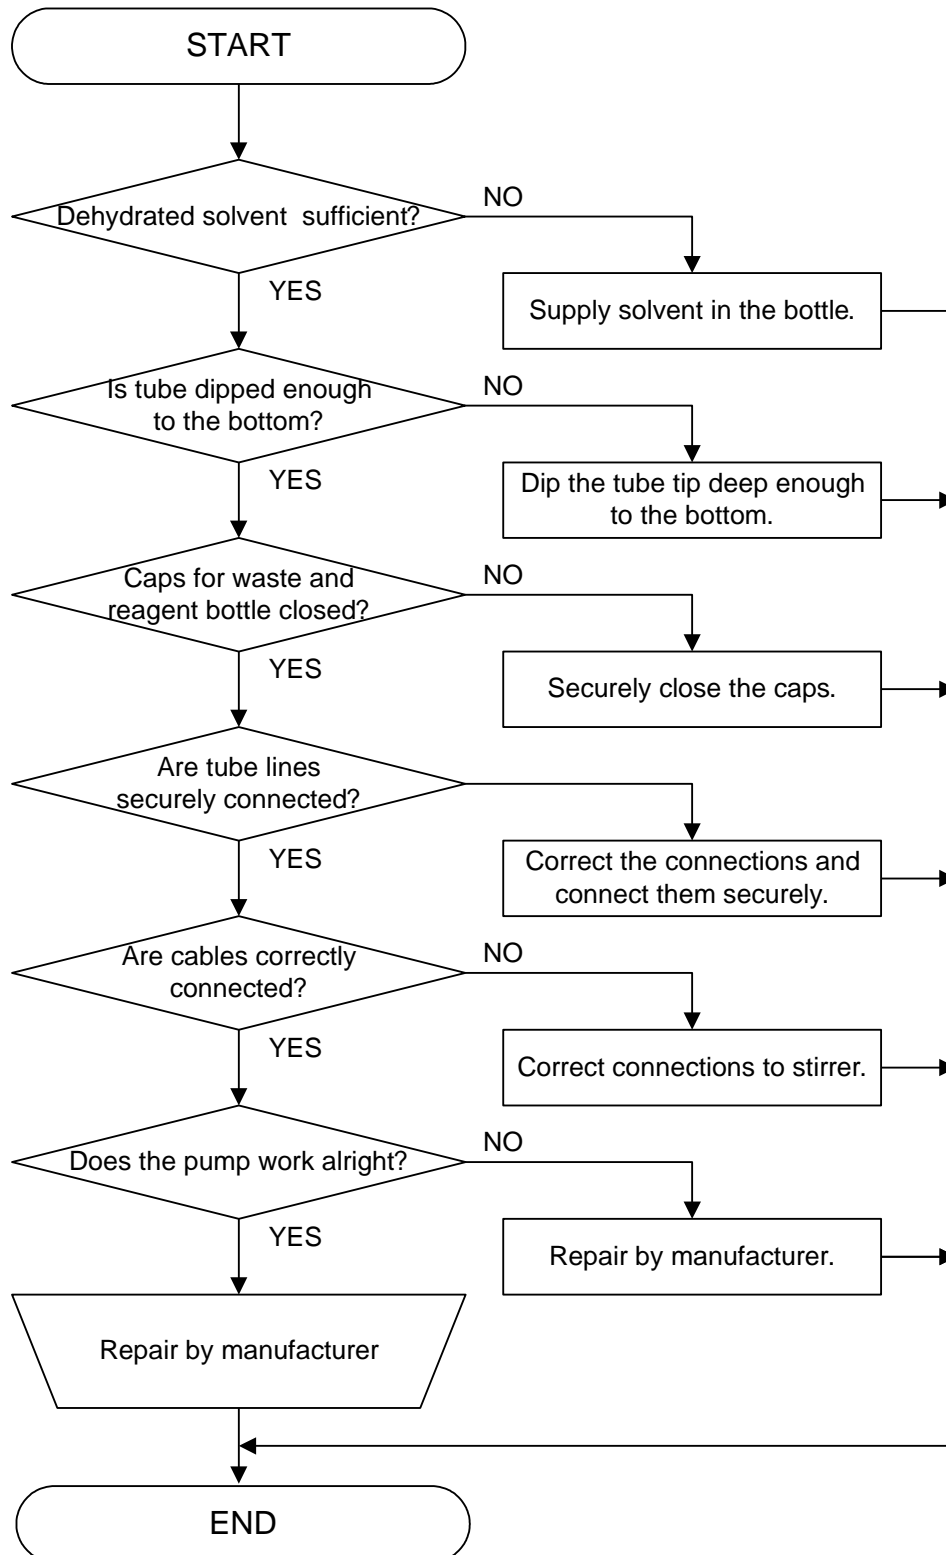 START
Dehydrated solvent  sufficient?
NO
YES
Supply solvent in the bottle.
Is tube dipped enough
to the bottom?
NO
YES
Dip the tube tip deep enough
to the bottom.
Caps for waste and
reagent bottle closed?
NO
YES
Securely close the caps.
Are tube lines
securely connected?
YES
Correct the connections and
connect them securely.
Are cables correctly
connected?
NO
YES
Correct connections to stirrer.
Does the pump work alright?
NO
YES
Repair by manufacturer.
Repair by manufacturer
END